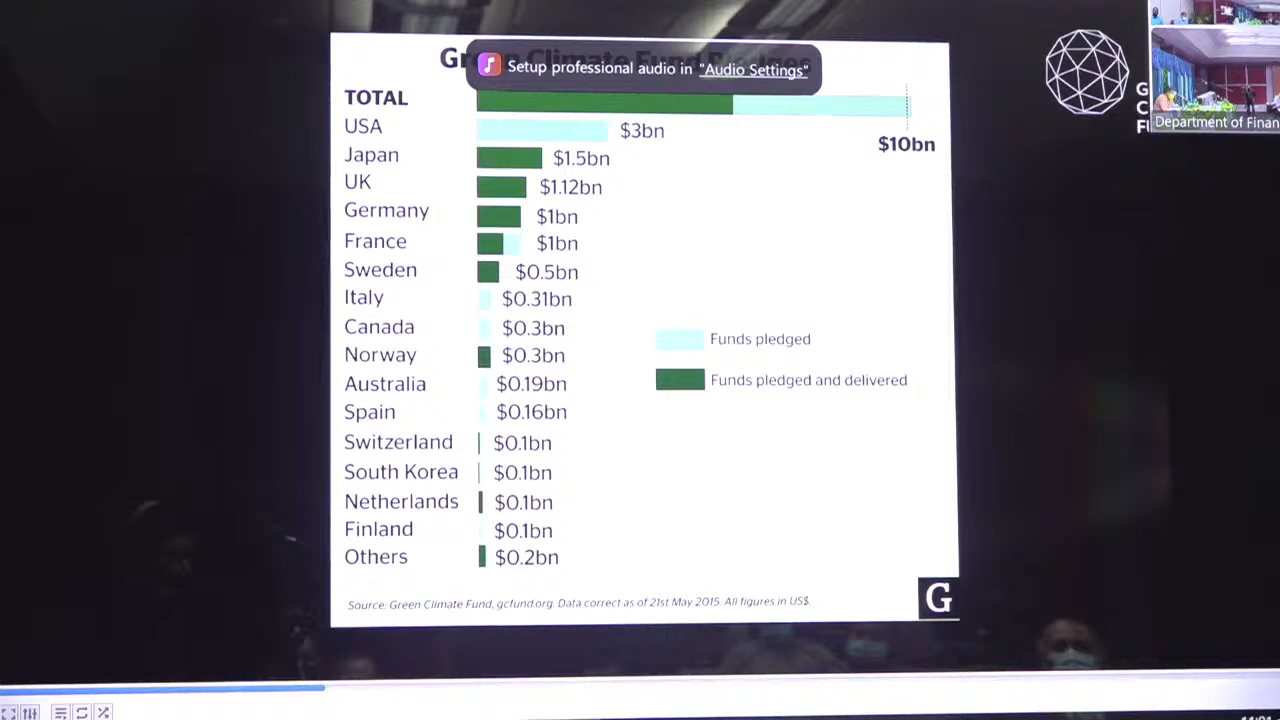 Setup professional audio in "Audio Settings"
TOTAL
$10bn
USA $3bn
Japan $1.5bn
UK $1.12bn
Germany $1bn
France $1bn
Sweden $0.5bn
Italy $0.31bn
Canada $0.3bn
Norway $0.3bn
Australia $0.19bn
Spain $0.16bn
Switzerland $0.1bn
South Korea $0.1bn
Netherlands $0.1bn
Finland $0.1bn
Others $0.2bn
Funds pledged
Funds pledged and delivered
Source: Green Climate Fund, gcfund.org. Data correct as of 21st May 2015. All figures in US$.
G
G
C
F
Department of Finan